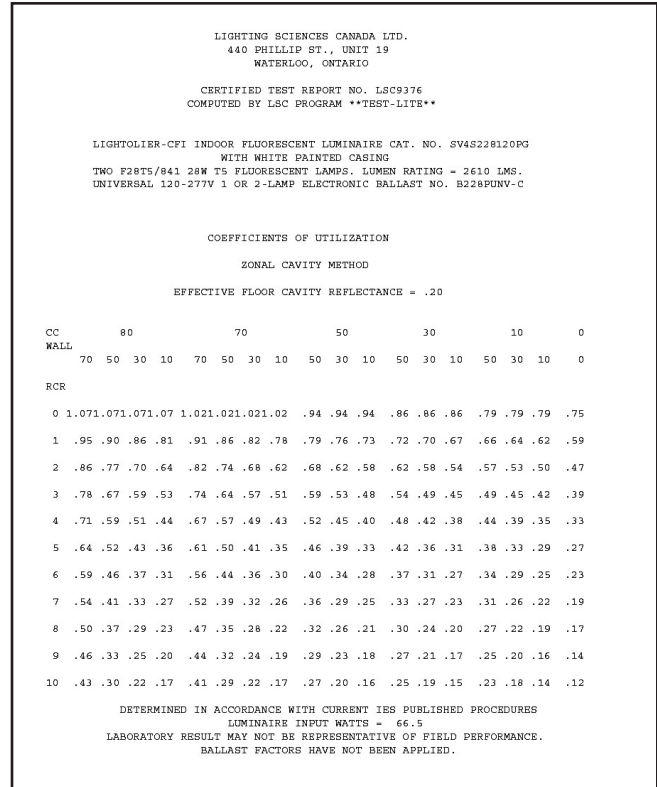 LIGHTING SCIENCES CANADA LTD.
440 PHILLIP ST., UNIT 19
WATERLOO, ONTARIO
CERTIFIED TEST REPORT NO. LSC9376
COMPUTED BY LSC PROGRAM **TEST-LITE**
LIGHTOLIER-CFI INDOOR FLUORESCENT LUMINAIRE CAT. NO. SV4S228120PG
WITH WHITE PAINTED CASING
TWO F28T5/841 28W T5 FLUORESCENT LAMPS. LUMEN RATING = 2610 LMS.
UNIVERSAL 120-277V 1 OR 2-LAMP ELECTRONIC BALLAST NO. B228PUNV-C
COEFFICIENTS OF UTILIZATION
ZONAL CAVITY METHOD
EFFECTIVE FLOOR CAVITY REFLECTANCE = .20
CC 80 70 50 30 10 0
WALL
70 50 30 10 70 50 30 10 50 30 10 50 30 10 50 30 10 0
RCR
0 1.071.071.071.07 1.021.021.021.02 .94 .94 .94 .86 .86 .86 .79 .79 .79 .75
1 .95 .90 .86 .81 .91 .86 .82 .78 .79 .76 .73 .72 .70 .67 .66 .64 .62 .59
2 .86 .77 .70 .64 .82 .74 .68 .62 .68 .62 .58 .62 .58 .54 .57 .53 .50 .47
3 .78 .67 .59 .53 .74 .64 .57 .51 .59 .53 .48 .54 .49 .45 .49 .45 .42 .39
4 .71 .59 .51 .44 .67 .57 .49 .43 .52 .45 .40 .48 .42 .38 .44 .39 .35 .33
5 .64 .52 .43 .36 .61 .50 .41 .35 .46 .39 .33 .42 .36 .31 .38 .33 .29 .27
6 .59 .46 .37 .31 .56 .44 .36 .30 .40 .34 .28 .37 .31 .27 .34 .29 .25 .23
7 .54 .41 .33 .27 .52 .39 .32 .26 .36 .29 .25 .33 .27 .23 .31 .26 .22 .19
8 .50 .37 .29 .23 .47 .35 .28 .22 .32 .26 .21 .30 .24 .20 .27 .22 .19 .17
9 .46 .33 .25 .20 .44 .32 .24 .19 .29 .23 .18 .27 .21 .17 .25 .20 .16 .14
10 .43 .30 .22 .17 .41 .29 .22 .17 .27 .20 .16 .25 .19 .15 .23 .18 .14 .12
DETERMINED IN ACCORDANCE WITH CURRENT IES PUBLISHED PROCEDURES
LUMINAIRE INPUT WATTS = 66.5
LABORATORY RESULT MAY NOT BE REPRESENTATIVE OF FIELD PERFORMANCE.
BALLAST FACTORS HAVE NOT BEEN APPLIED.